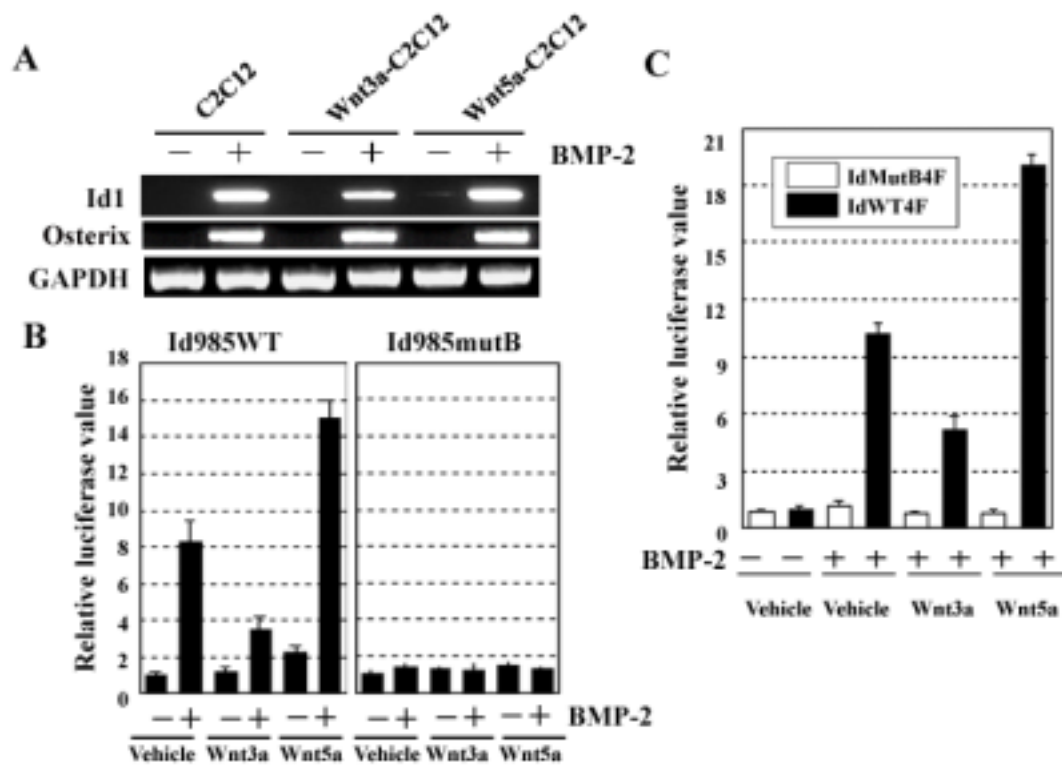 A
C2C12
Wnt3a-C2C12
Wnt5a-C2C12
− + − + − + BMP-2
Id1
Osterix
GAPDH
B
Id985WT
Id985mutB
Relative luciferase value
18
16
14
12
10
8
6
4
2
0
− + − + − + − + − + − + BMP-2
Vehicle Wnt3a Wnt5a Vehicle Wnt3a Wnt5a
C
Relative luciferase value
21
18
15
12
9
6
3
0
IdMutB4F
IdWT4F
BMP-2 − − + + + + + +
Vehicle Vehicle Wnt3a Wnt5a